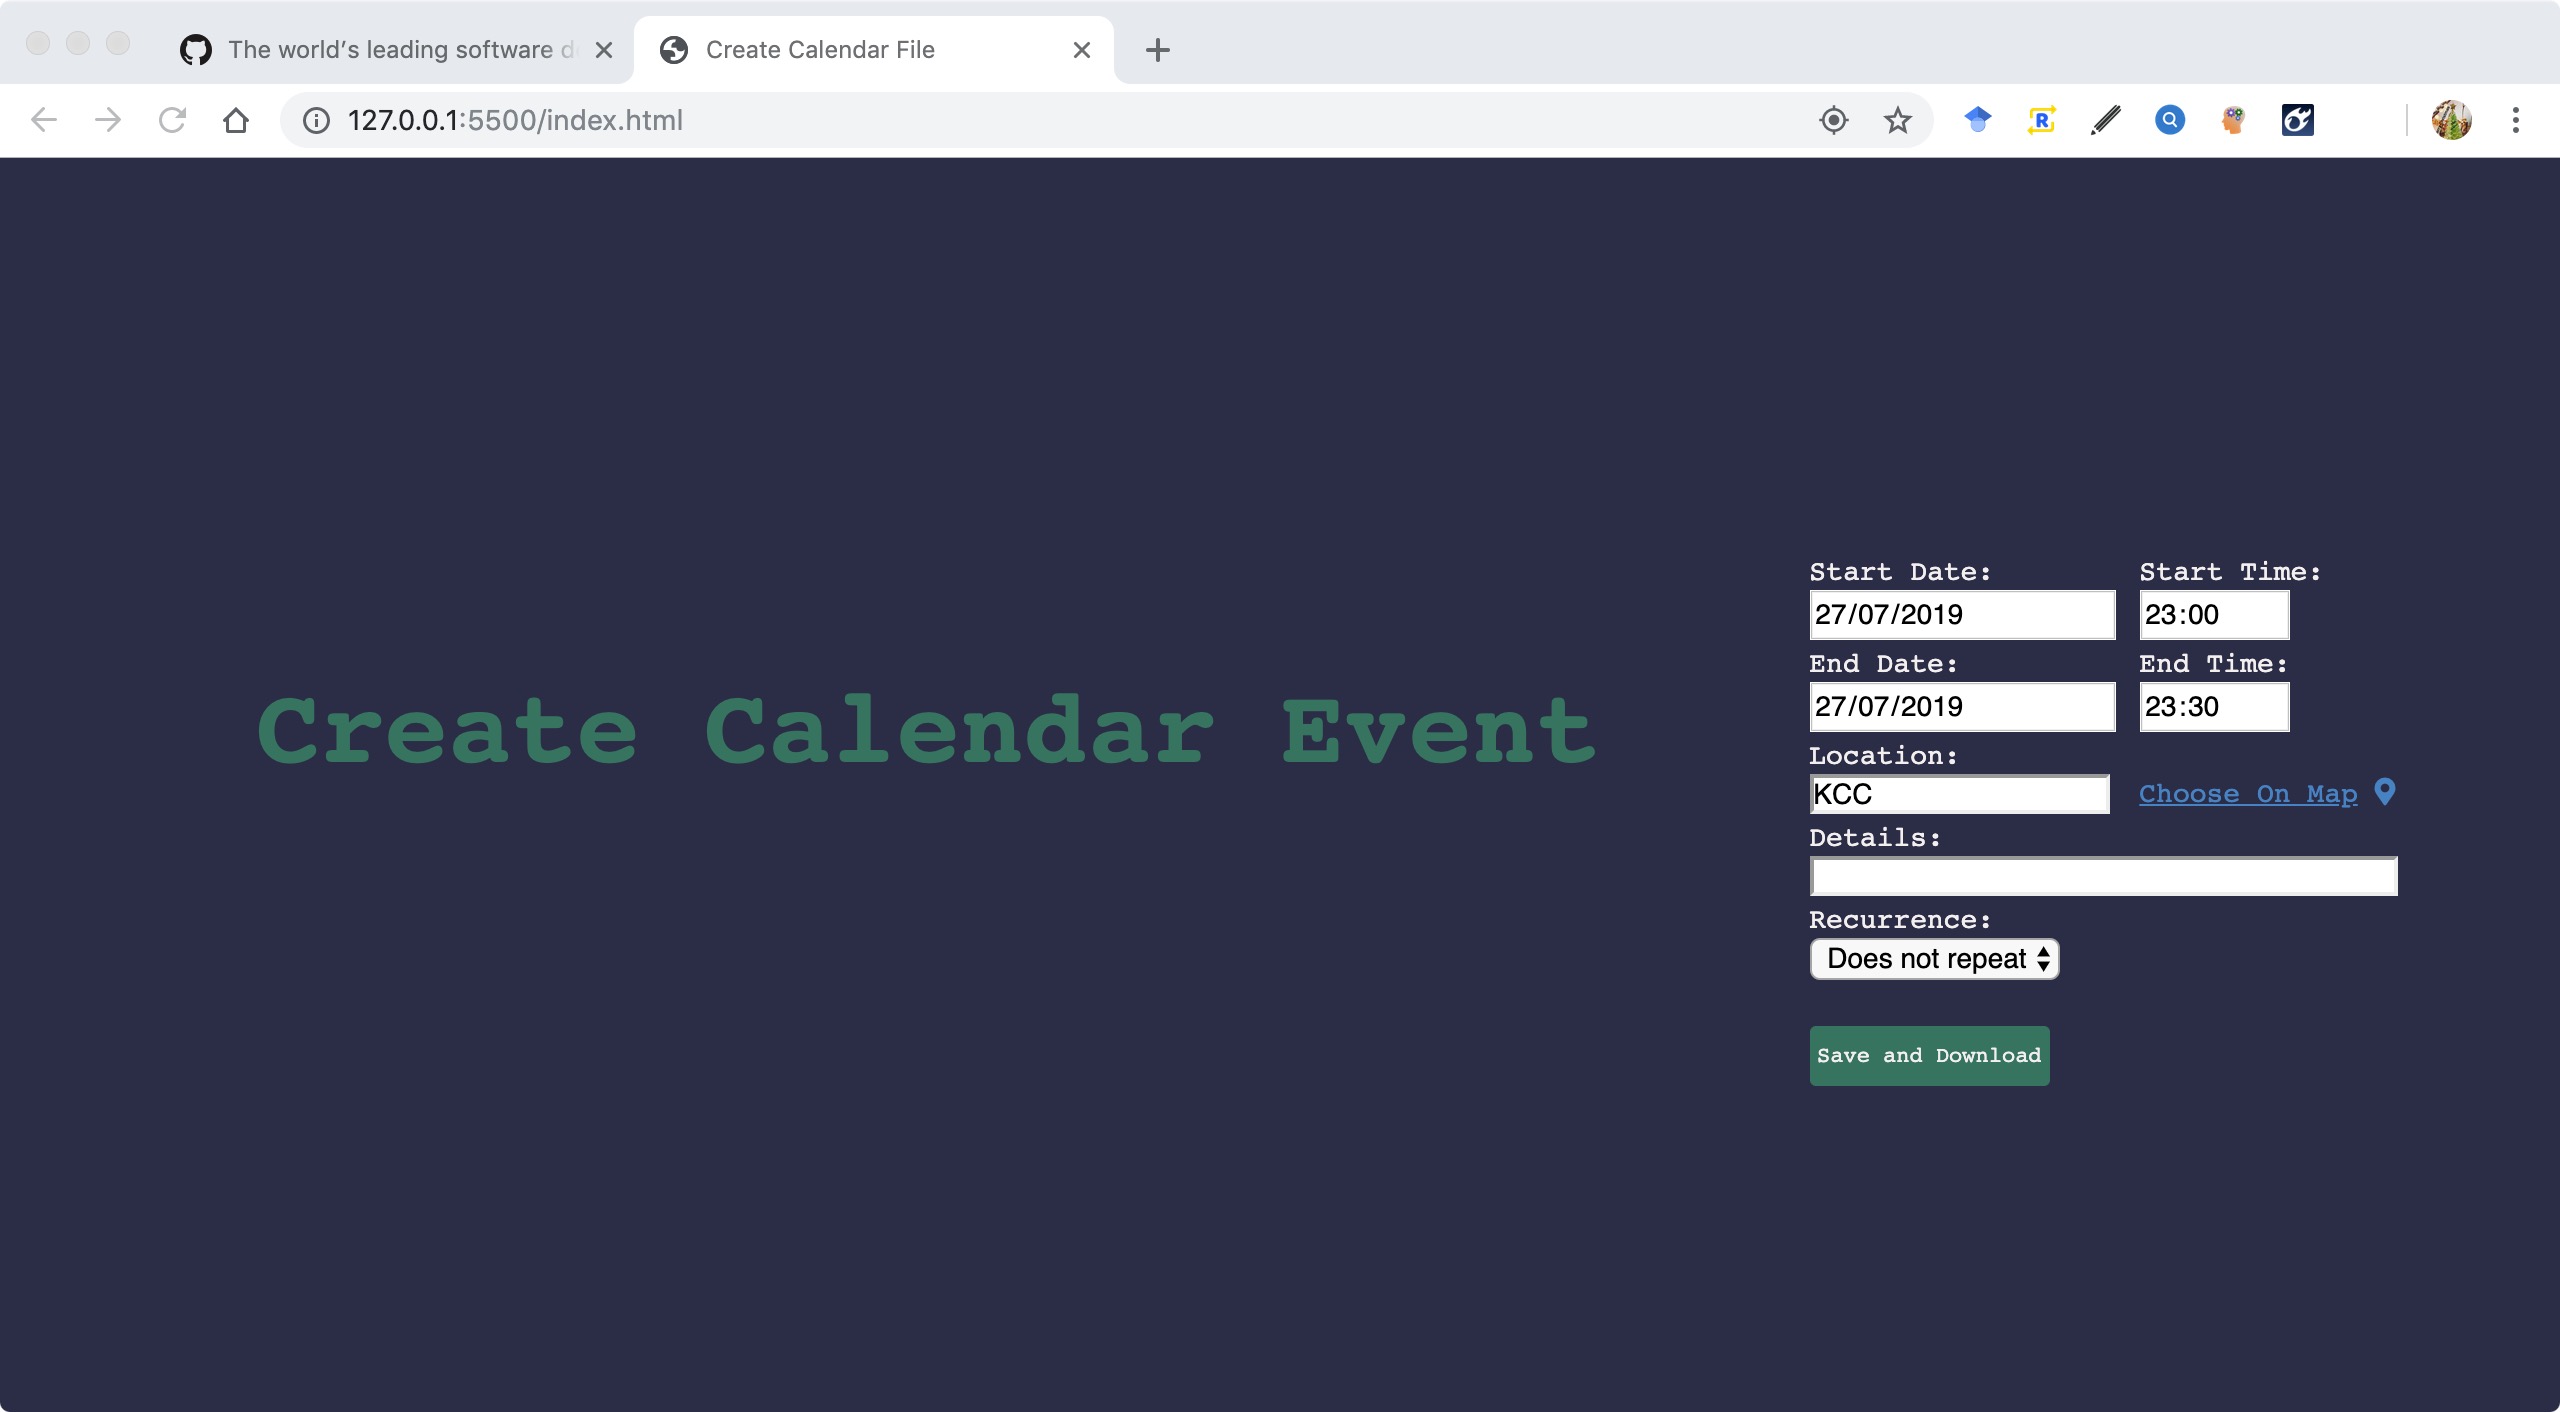 The world's leading software d
Create Calendar File
127.0.0.1:5500/index.html
R
Create Calendar Event
Start Date: Start Time:
27/07/2019 23:00
End Date: End Time:
27/07/2019 23:30
Location:
KCC Choose On Map
Details:
Recurrence:
Does not repeat
Save and Download